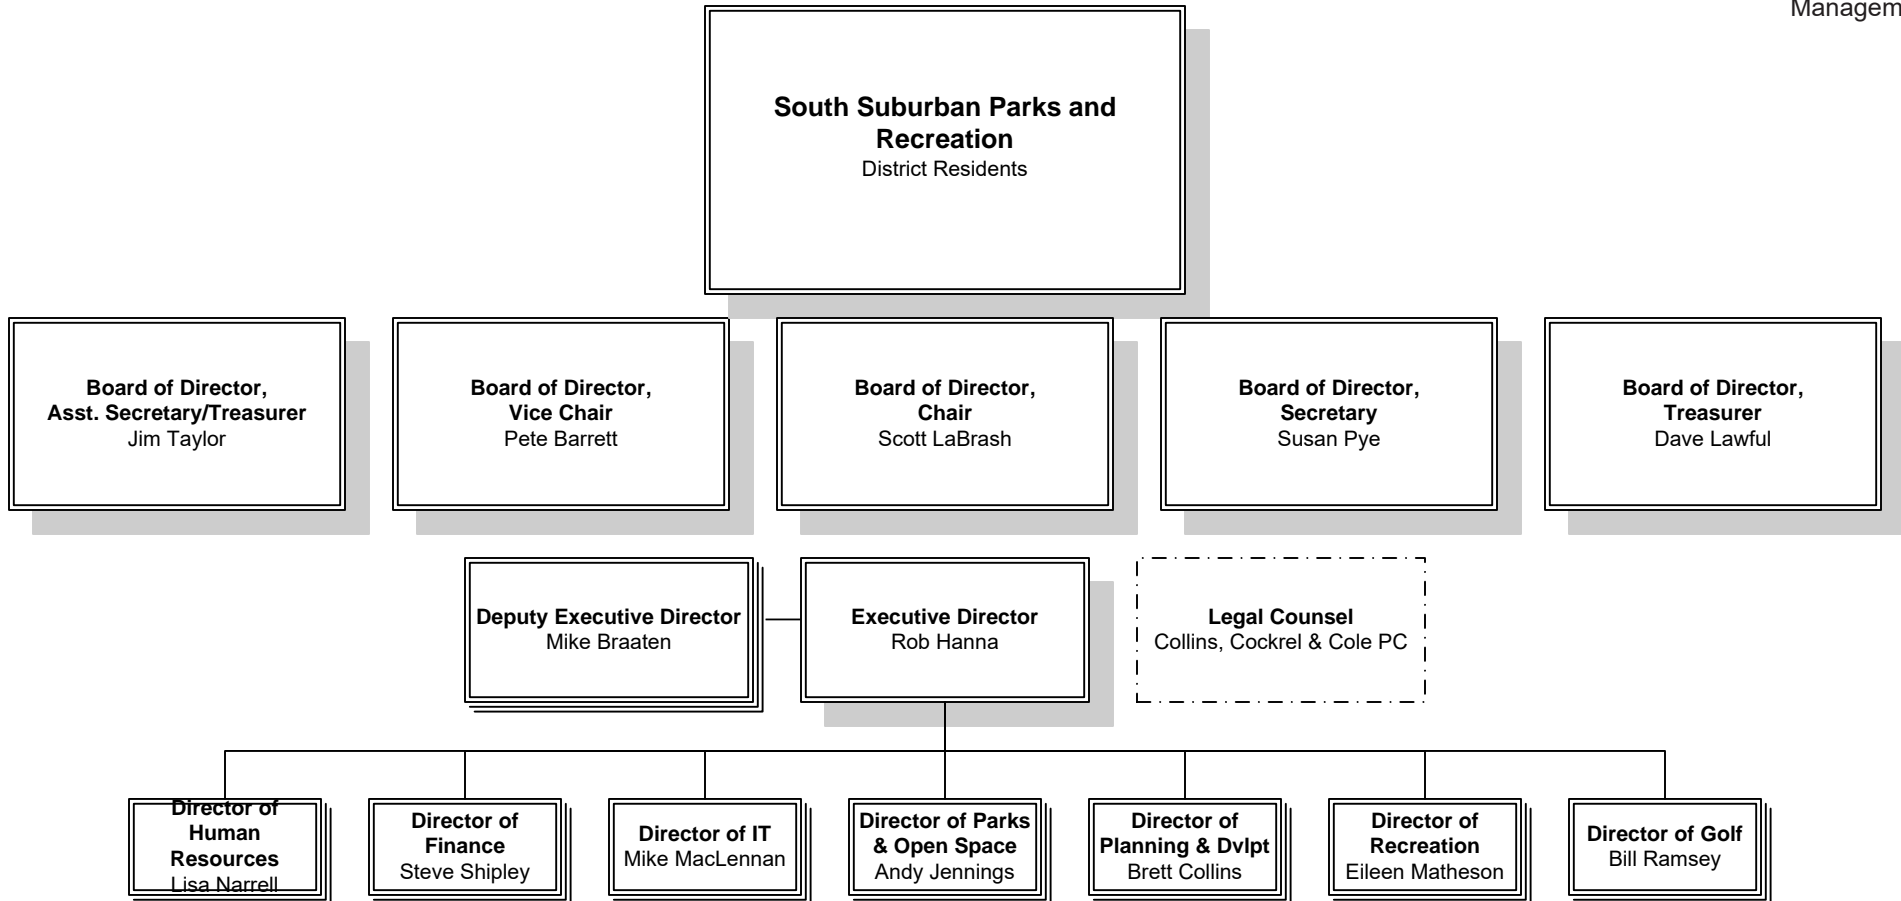 Managem
South Suburban Parks and
Recreation
District Residents
Board of Director,
Asst. Secretary/Treasurer
Jim Taylor
Board of Director,
Vice Chair
Pete Barrett
Board of Director,
Chair
Scott LaBrash
Board of Director,
Secretary
Susan Pye
Board of Director,
Treasurer
Dave Lawful
Deputy Executive Director
Mike Braaten
Executive Director
Rob Hanna
Legal Counsel
Collins, Cockrel & Cole PC
Director of
Human
Resources
Lisa Narrell
Director of
Finance
Steve Shipley
Director of IT
Mike MacLennan
Director of Parks
& Open Space
Andy Jennings
Director of
Planning & Dvlpt
Brett Collins
Director of
Recreation
Eileen Matheson
Director of Golf
Bill Ramsey